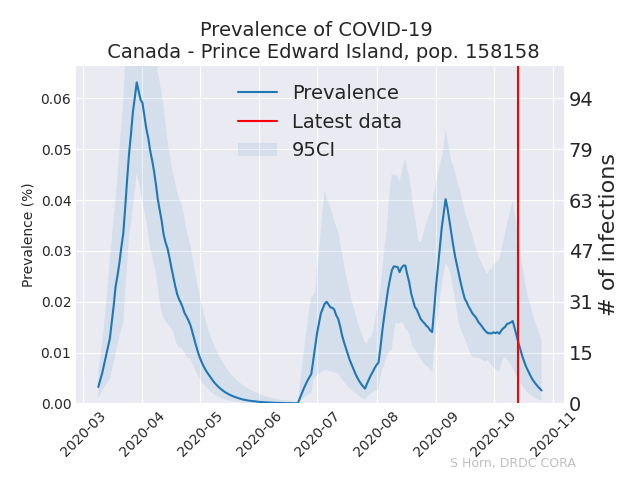 Prevalence of COVID-19
Canada - Prince Edward Island, pop. 158158
Prevalence
Latest data
95CI
Prevalence (%)
0.06
0.05
0.04
0.03
0.02
0.01
0.00
94
79
63
47
31
15
0
# of infections
2020-03
2020-04
2020-05
2020-06
2020-07
2020-08
2020-09
2020-10
2020-11
S Horn, DRDC CORA